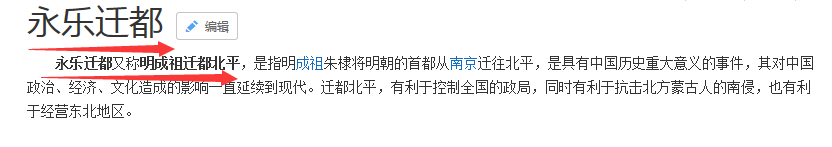 永乐迁都 编辑
永乐迁都又称明成祖迁都北平，是指明成祖朱棣将明朝的首都从南京迁往北平，是具有中国历史重大意义的事件，其对中国
政治、经济、文化造成的影响一直延续到现代。迁都北平，有利于控制全国的政局，同时有利于抗击北方蒙古人的南侵，也有利
于经营东北地区。